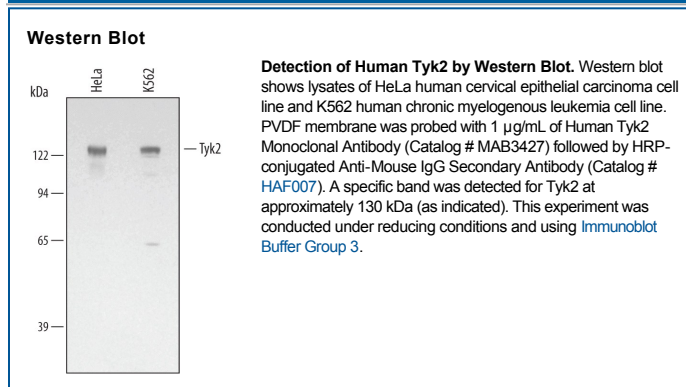 Western Blot
kDa
HeLa
K562
122
94
65
39
Tyk2
Detection of Human Tyk2 by Western Blot. Western blot
shows lysates of HeLa human cervical epithelial carcinoma cell
line and K562 human chronic myelogenous leukemia cell line.
PVDF membrane was probed with 1 µg/mL of Human Tyk2
Monoclonal Antibody (Catalog # MAB3427) followed by HRP-
conjugated Anti-Mouse IgG Secondary Antibody (Catalog #
HAF007). A specific band was detected for Tyk2 at
approximately 130 kDa (as indicated). This experiment was
conducted under reducing conditions and using Immunoblot
Buffer Group 3.